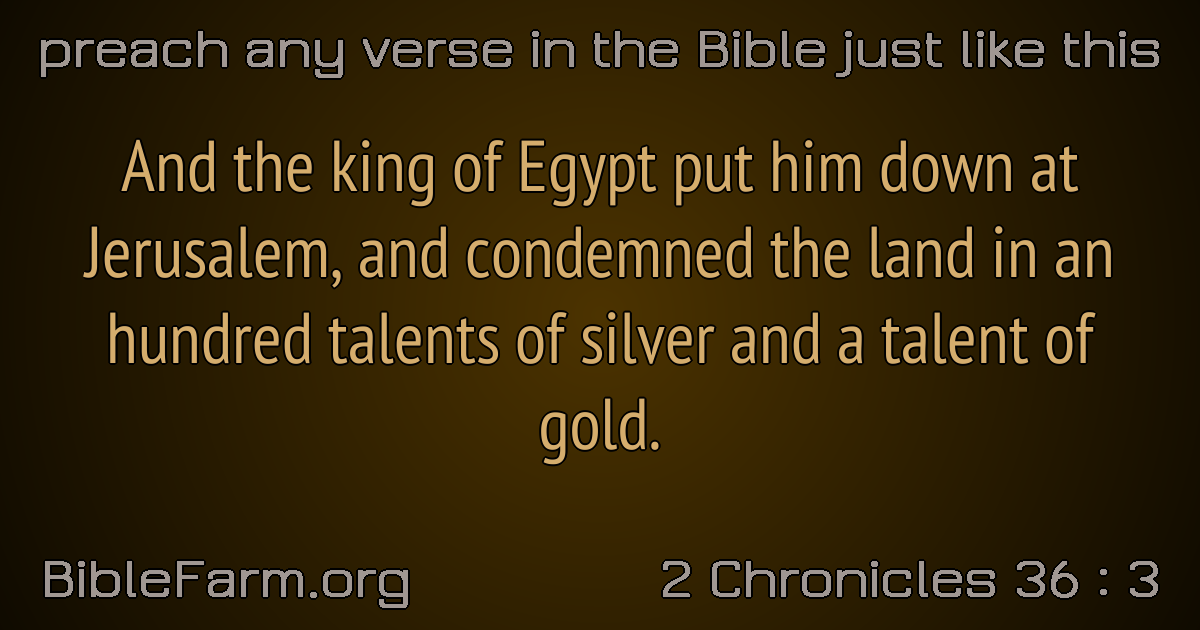 preach any verse in the Bible just like this
And the king of Egypt put him down at
Jerusalem, and condemned the land in an
hundred talents of silver and a talent of
gold.
BibleFarm.org
2 Chronicles 36 : 3